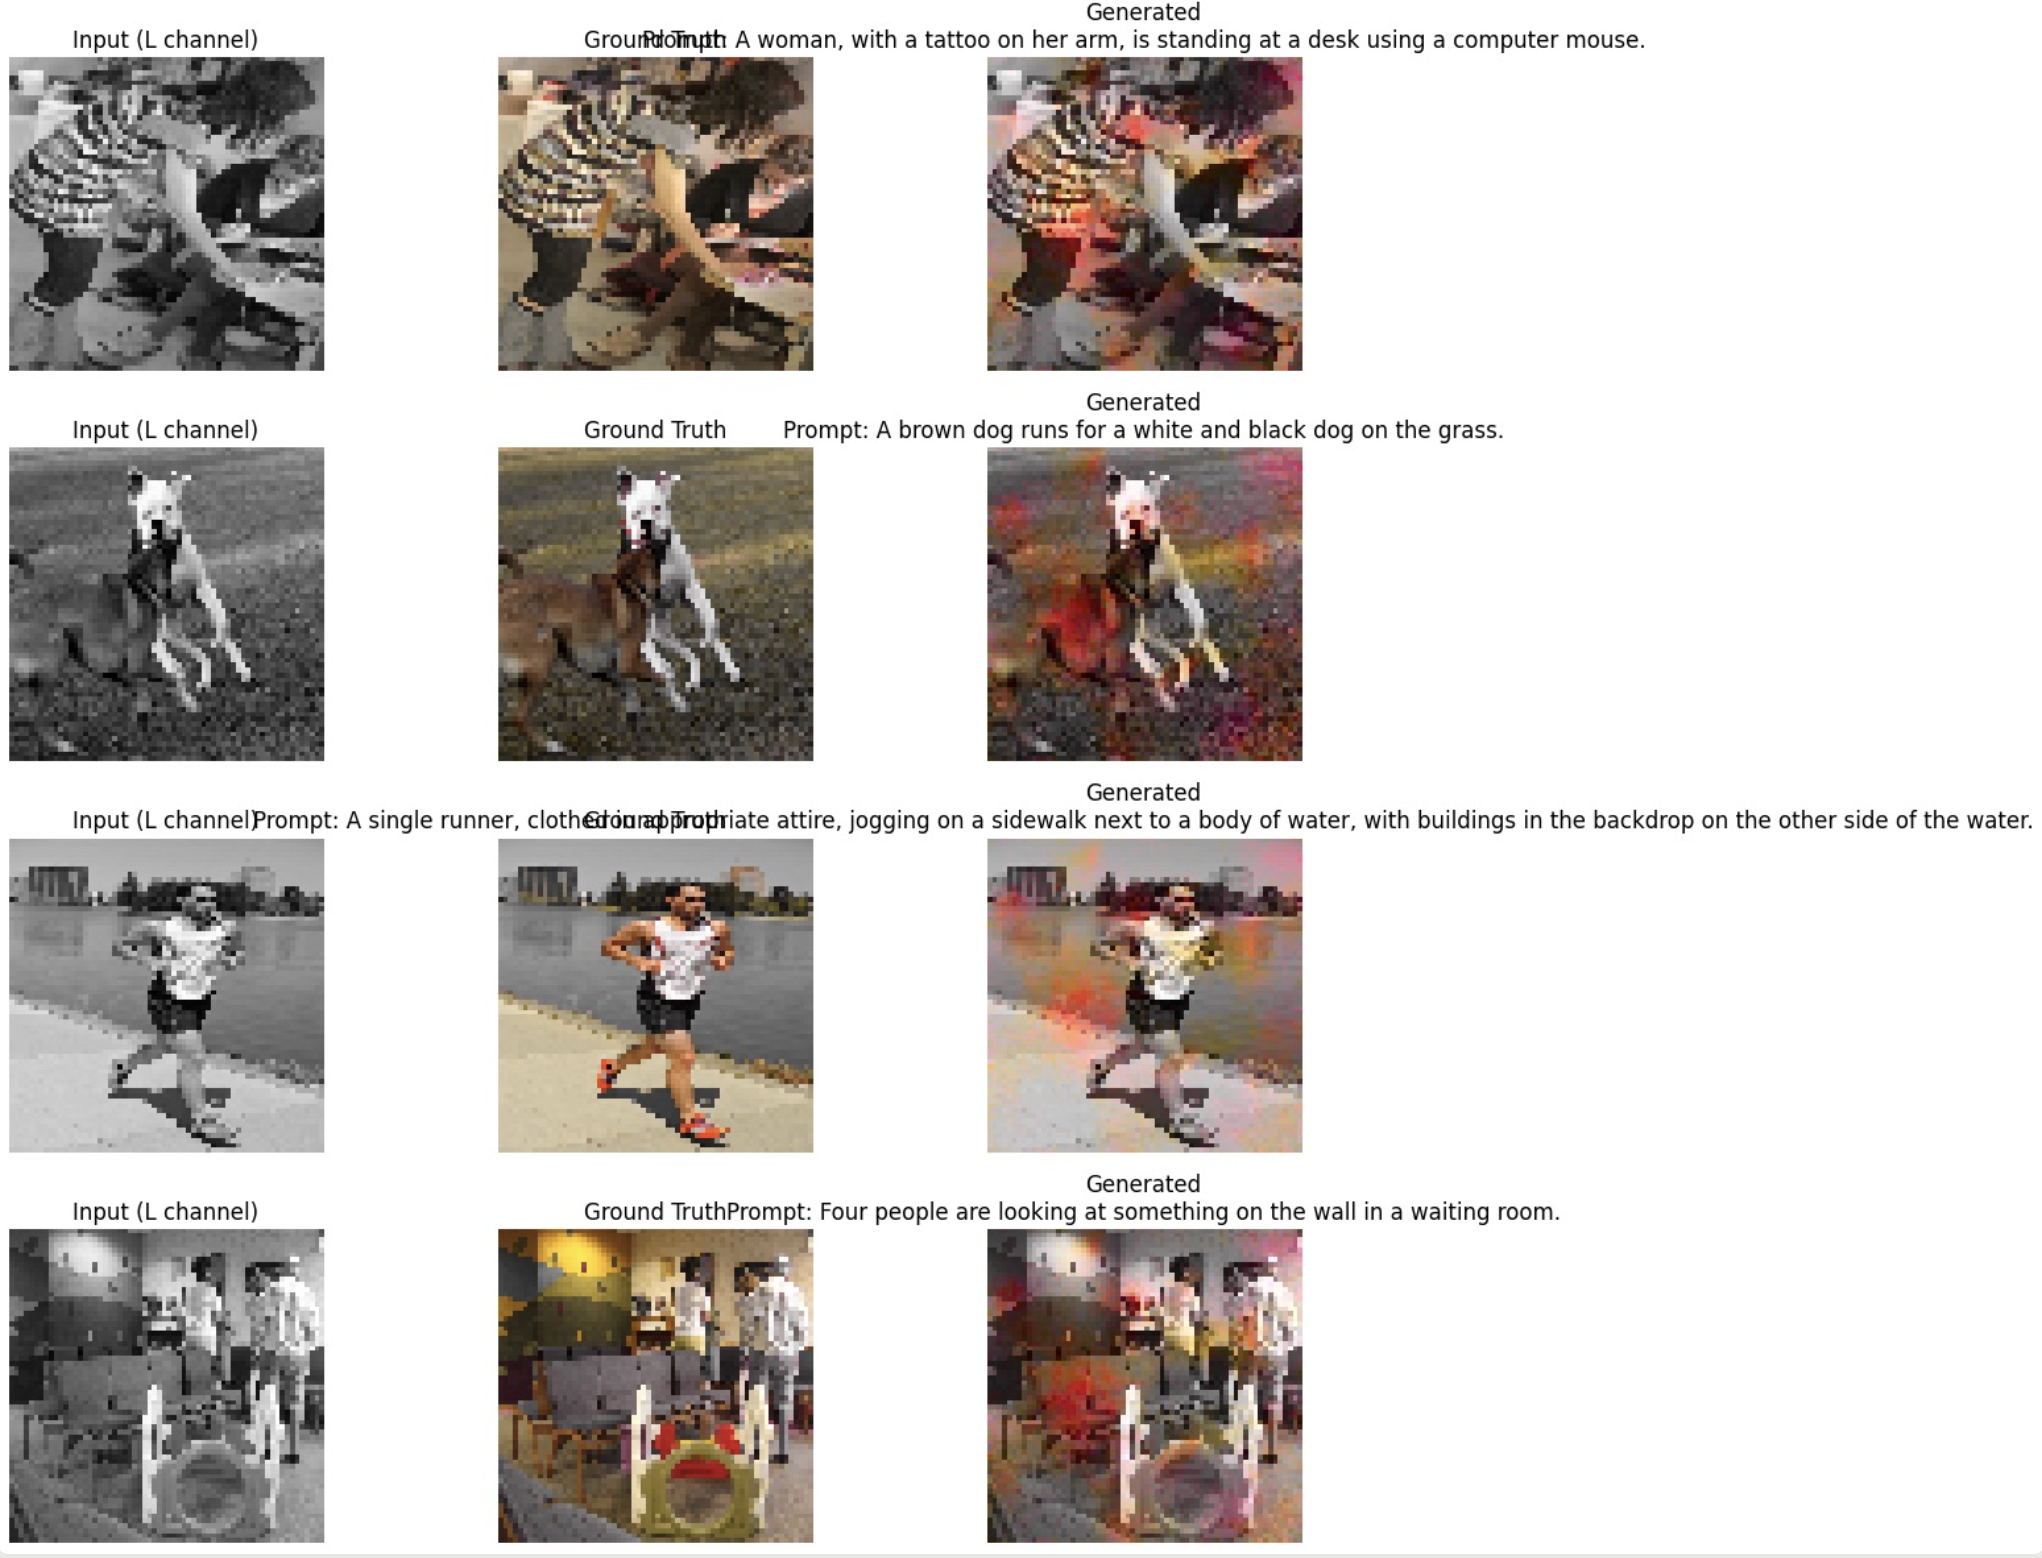 Generated
Input (L channel)
Ground Truth
Prompt: A woman, with a tattoo on her arm, is standing at a desk using a computer mouse.
Generated
Input (L channel)
Ground Truth
Prompt: A brown dog runs for a white and black dog on the grass.
Generated
Input (L channel)
Ground Truth
Prompt: A single runner, clothed in appropriate attire, jogging on a sidewalk next to a body of water, with buildings in the backdrop on the other side of the water.
Generated
Input (L channel)
Ground Truth
Prompt: Four people are looking at something on the wall in a waiting room.